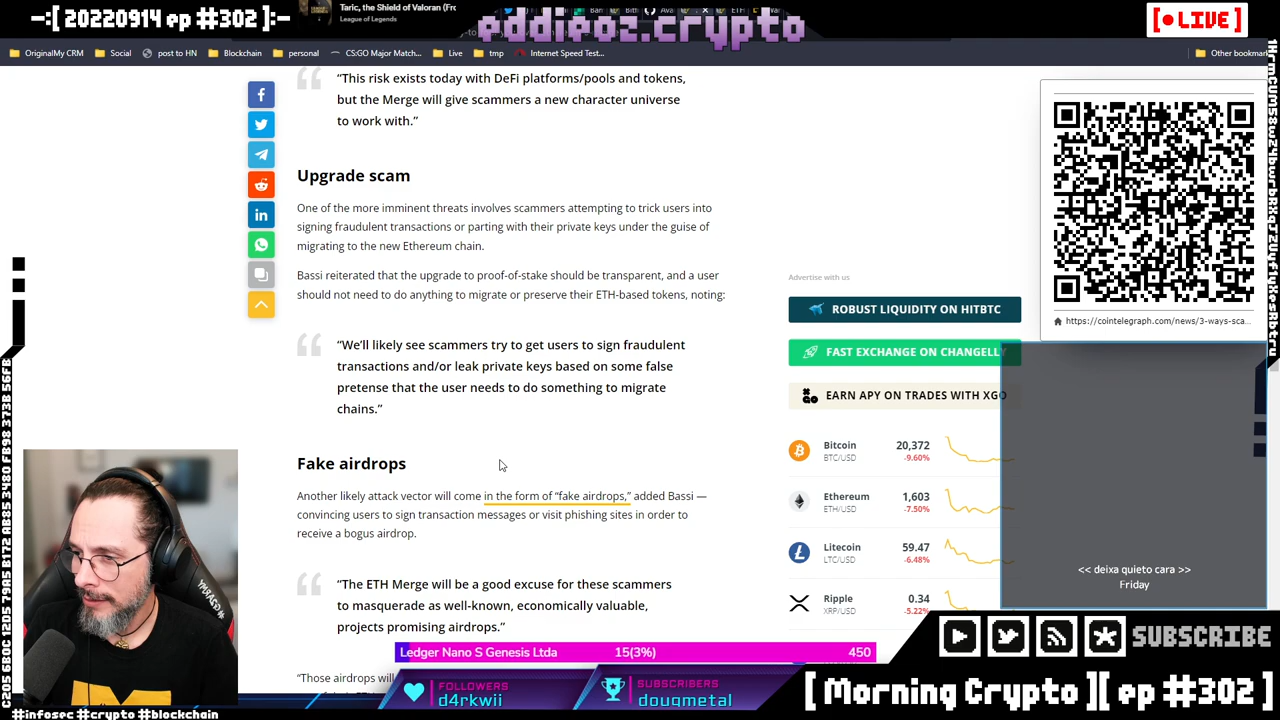 -:[ 20220914 ep #302 ]:-
Taric, the Shield of Valoran (Fr
League of Legends
eddieoz.crypto
[•LIVE]
OriginalMy CRM
Social
post to HN
Blockchain
personal
CS:GO Major Match...
Live
tmp
Internet Speed Test...
Other bookmar
“This risk exists today with DeFi platforms/pools and tokens,
but the Merge will give scammers a new character universe
to work with.”
Upgrade scam
One of the more imminent threats involves scammers attempting to trick users into
signing fraudulent transactions or parting with their private keys under the guise of
migrating to the new Ethereum chain.
Bassi reiterated that the upgrade to proof-of-stake should be transparent, and a user
should not need to do anything to migrate or preserve their ETH-based tokens, noting:
“We’ll likely see scammers try to get users to sign fraudulent
transactions and/or leak private keys based on some false
pretense that the user needs to do something to migrate
chains.”
Fake airdrops
Another likely attack vector will come in the form of “fake airdrops,” added Bassi —
convincing users to sign transaction messages or visit phishing sites in order to
receive a bogus airdrop.
“The ETH Merge will be a good excuse for these scammers
to masquerade as well-known, economically valuable,
projects promising airdrops.”
“Those airdrops will
https://cointelegraph.com/news/3-ways-sca...
Advertise with us
ROBUST LIQUIDITY ON HITBTC
FAST EXCHANGE ON CHANGELLY
EARN APY ON TRADES WITH XGO
Bitcoin 20,372
BTC/USD -9.60%
Ethereum 1,603
ETH/USD -7.50%
Litecoin 59.47
LTC/USD -6.48%
Ripple 0.34
XRP/USD -5.22%
<< deixa quieto cara >>
Friday
Ledger Nano S Genesis Ltda 15(3%) 450
FOLLOWERS
d4rkwii
SUBSCRIBERS
dougmetal
SUBSCRIBE
[ Morning Crypto ][ ep #302 ]
#infosec #crypto #blockchain